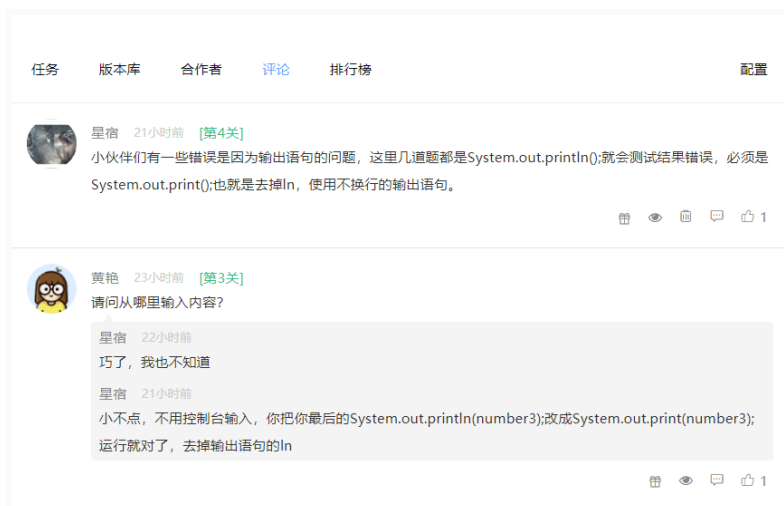 任务 版本库 合作者 评论 排行榜 配置
星宿 21小时前 [第4关]
小伙伴们有一些错误是因为输出语句的问题，这里几道题都是System.out.println();就会测试结果错误，必须是
System.out.print();也就是去掉ln，使用不换行的输出语句。
1
黄艳 23小时前 [第3关]
请问从哪里输入内容？
星宿 22小时前
巧了，我也不知道
星宿 21小时前
小不点，不用控制台输入，你把你最后的System.out.println(number3);改成System.out.print(number3);
运行就对了，去掉输出语句的ln
1